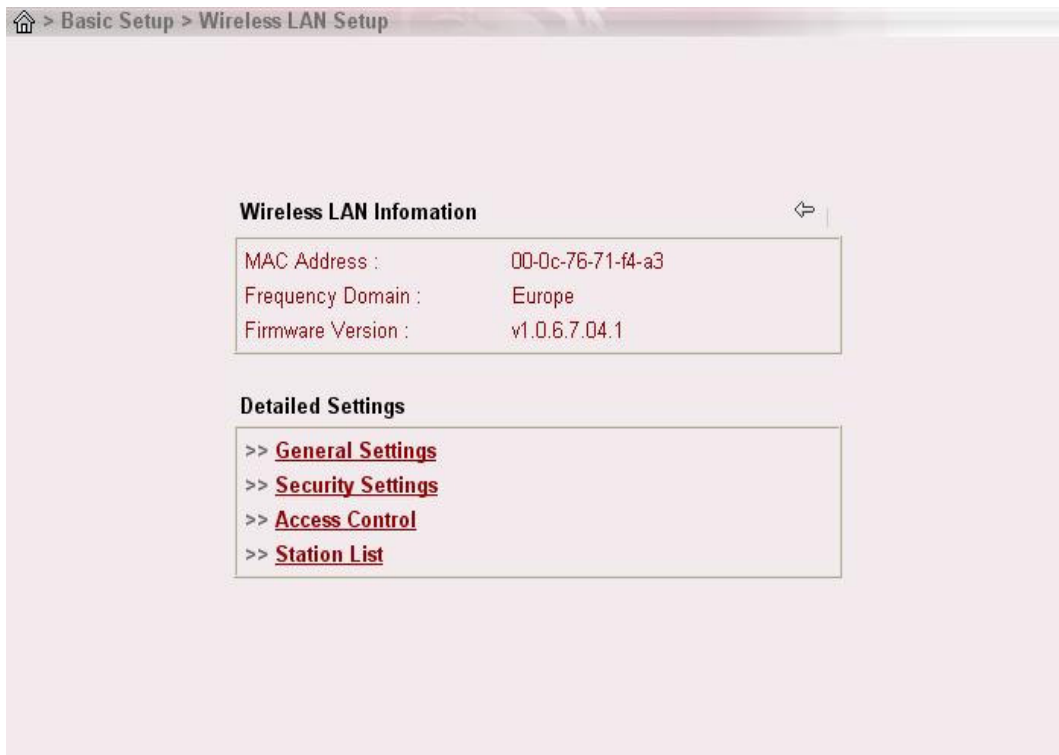 > Basic Setup > Wireless LAN Setup
Wireless LAN Infomation
MAC Address : 00-0c-76-71-f4-a3
Frequency Domain : Europe
Firmware Version : v1.0.6.7.04.1
Detailed Settings
>> General Settings
>> Security Settings
>> Access Control
>> Station List